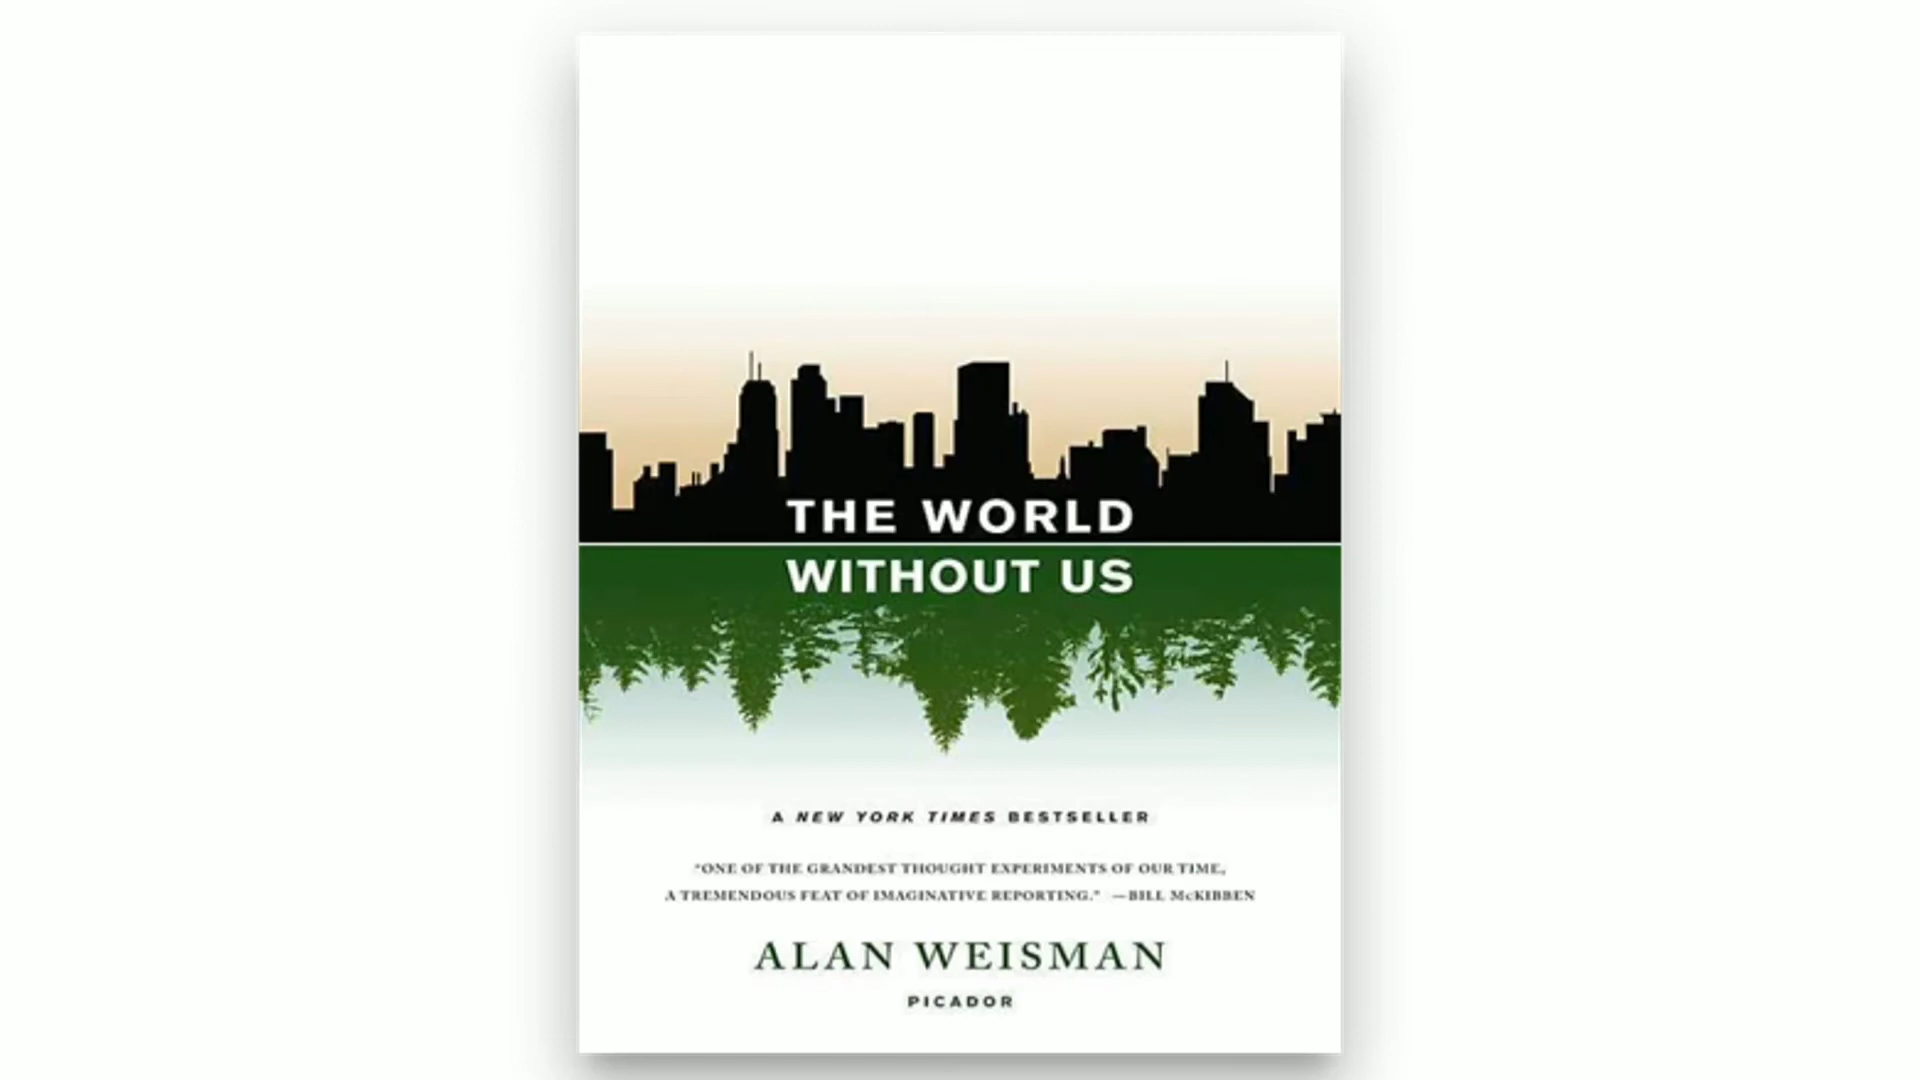 THE WORLD
WITHOUT US
A NEW YORK TIMES BESTSELLER
"ONE OF THE GRANDEST THOUGHT EXPERIMENTS OF OUR TIME,
A TREMENDOUS FEAT OF IMAGINATIVE REPORTING." —BILL McKIBBEN
ALAN WEISMAN
PICADOR